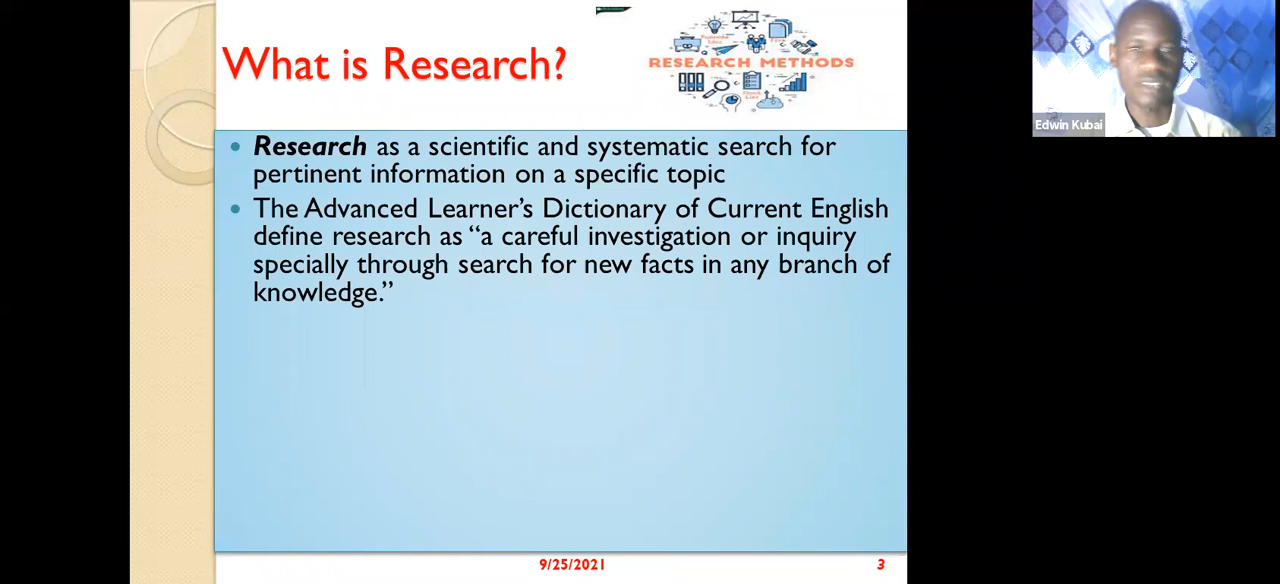 What is Research?
RESEARCH METHODS
Edwin Kubai
Research as a scientific and systematic search for
pertinent information on a specific topic
The Advanced Learner's Dictionary of Current English
define research as “a careful investigation or inquiry
specially through search for new facts in any branch of
knowledge.”
9/25/2021
3